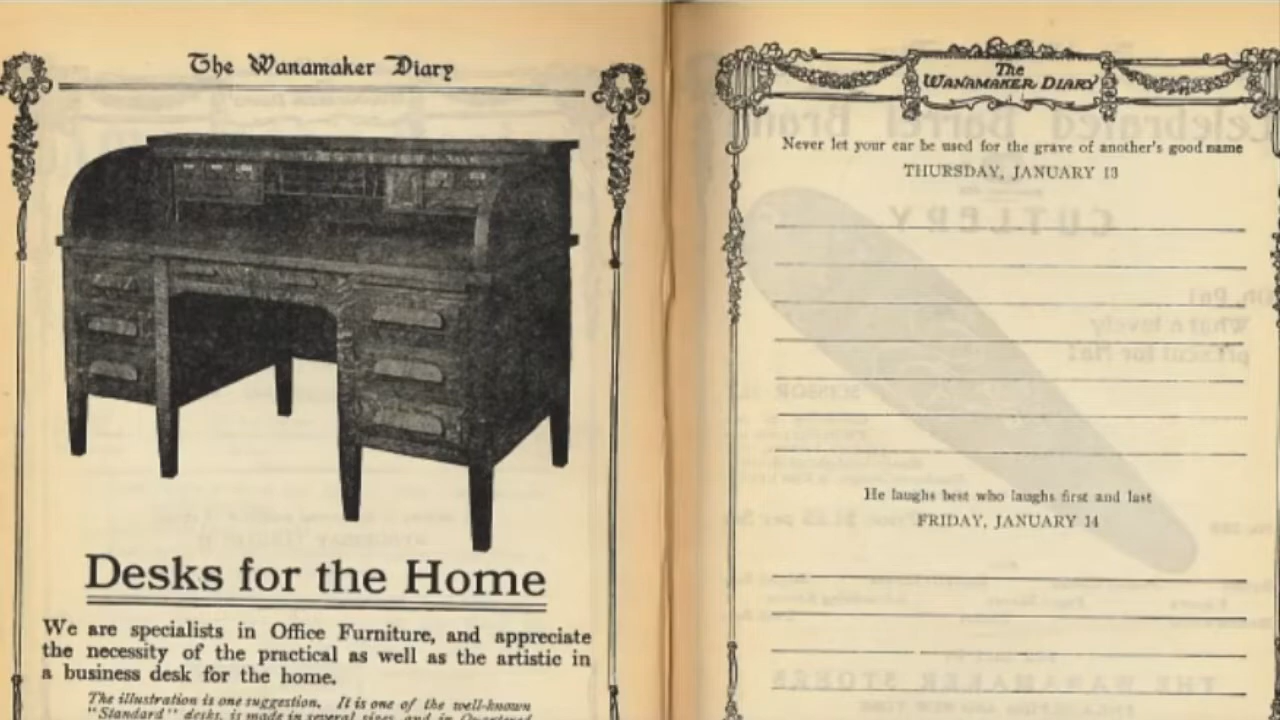 The Wanamaker Diary
Desks for the Home
We are specialists in Office Furniture, and appreciate
the necessity of the practical as well as the artistic in
a business desk for the home.
The illustration is one suggestion. It is one of the well-known
"Standard" desks, is made in several sizes, and in Quartered
The
WANAMAKER DIARY
Never let your ear be used for the grave of another's good name
THURSDAY, JANUARY 13
He laughs best who laughs first and last
FRIDAY, JANUARY 14